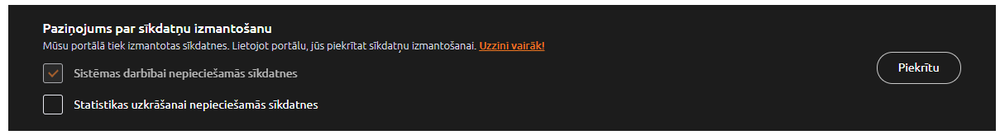 Paziņojums par sīkdatņu izmantošanu
Mūsu portālā tiek izmantotas sīkdatnes. Lietojot portālu, jūs piekrītat sīkdatņu izmantošanai. Uzzini vairāk!
Sistēmas darbībai nepieciešamās sīkdatnes
Piekrītu
Statistikas uzkrāšanai nepieciešamās sīkdatnes